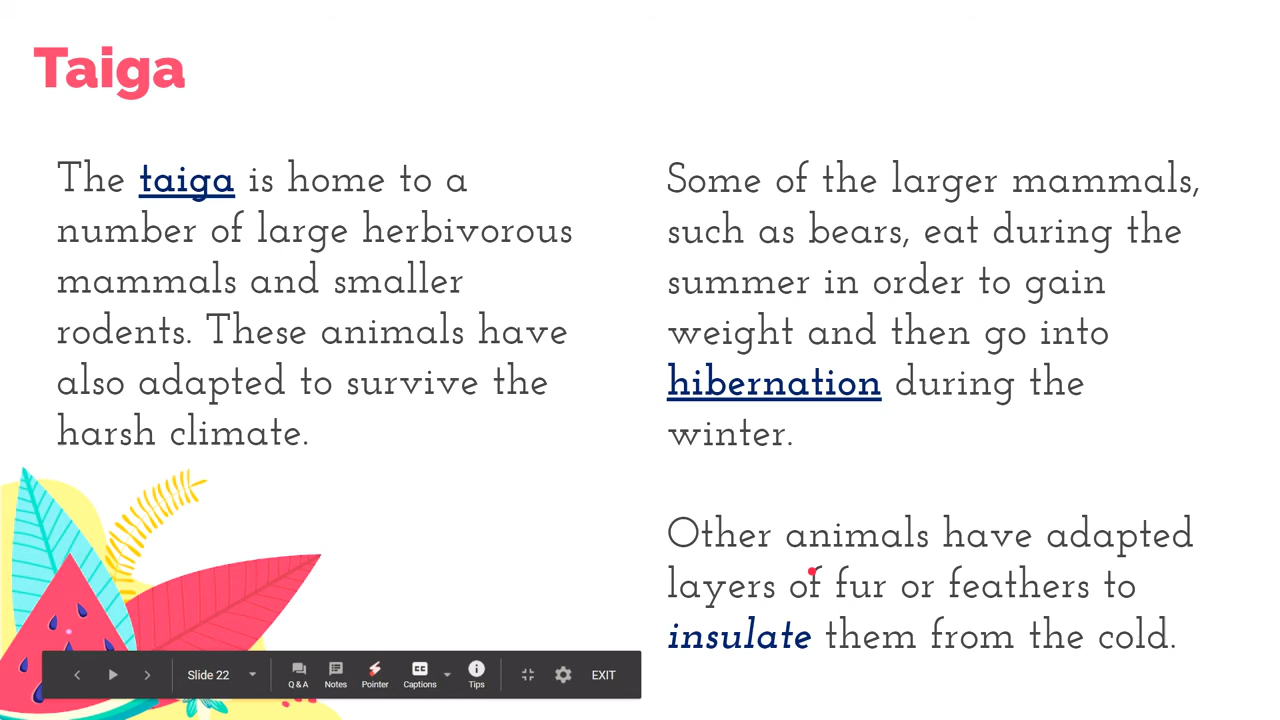 Taiga
The taiga is home to a
number of large herbivorous
mammals and smaller
rodents. These animals have
also adapted to survive the
harsh climate.
Some of the larger mammals,
such as bears, eat during the
summer in order to gain
weight and then go into
hibernation during the
winter.
Other animals have adapted
layers of fur or feathers to
insulate them from the cold.
Slide 22
Q & A
Notes
Pointer
Captions
Tips
EXIT